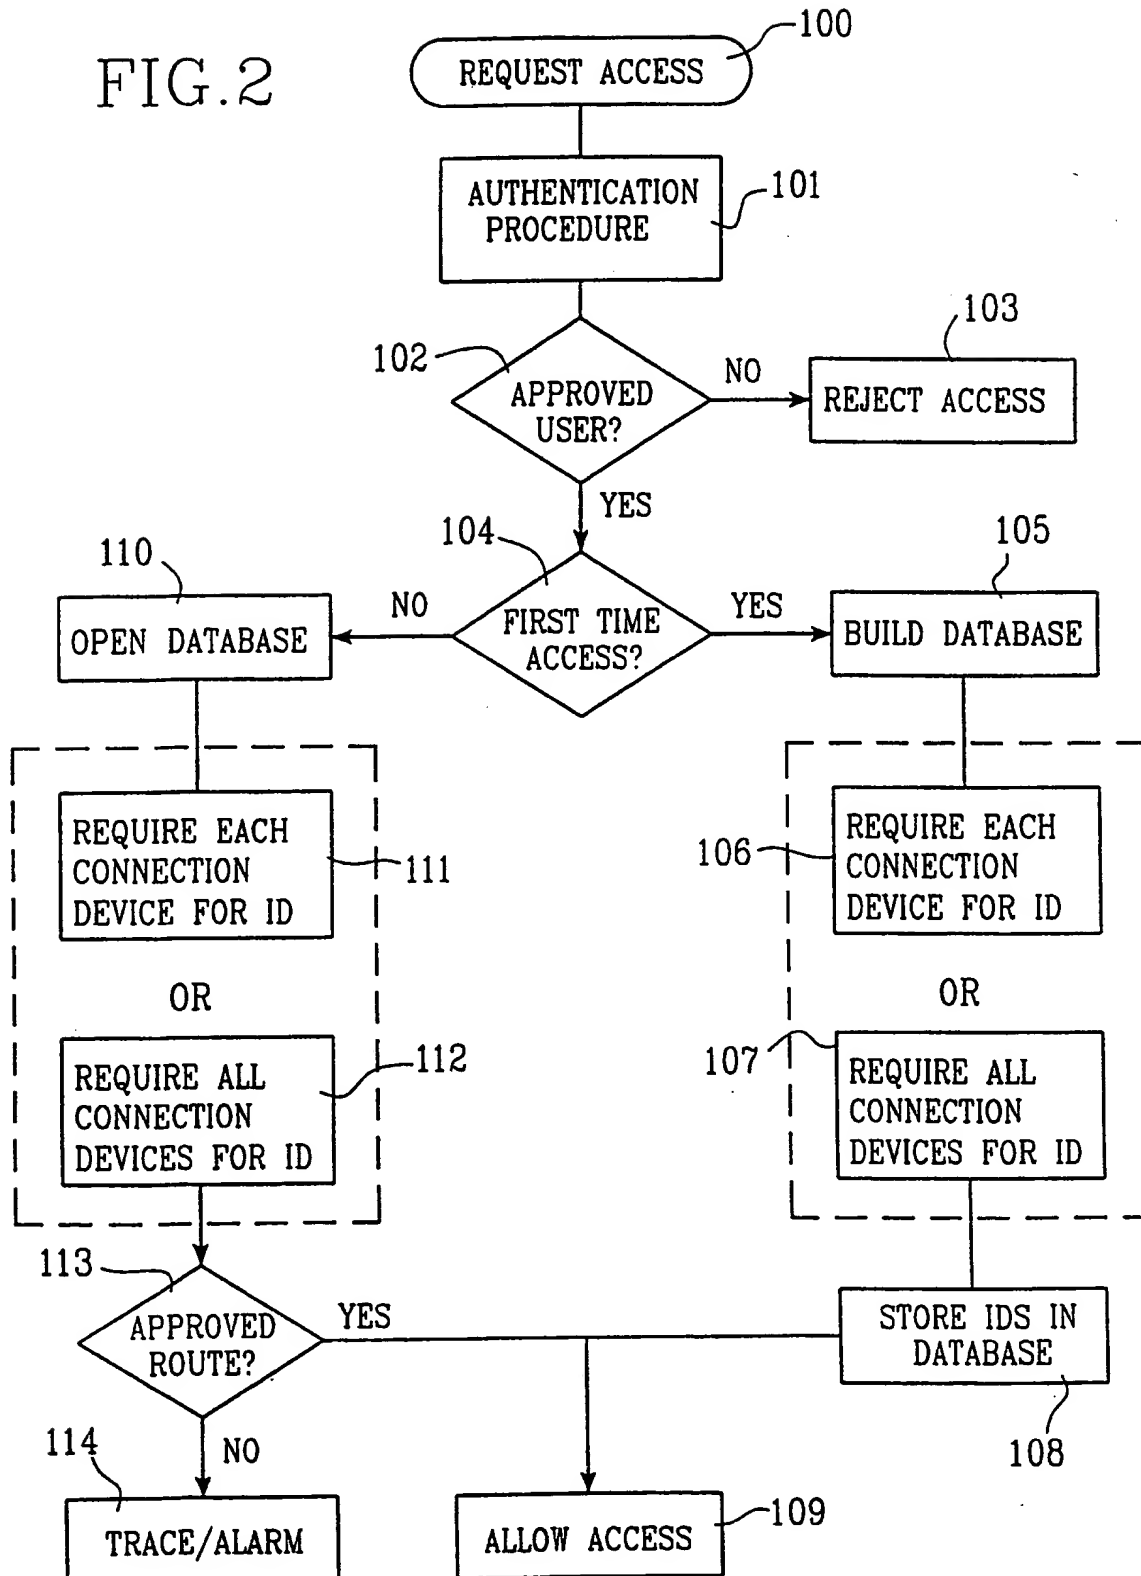 FIG.2
100
REQUEST ACCESS
101
AUTHENTICATION
PROCEDURE
102
103
APPROVED
USER?
NO
REJECT ACCESS
YES
104
105
110
FIRST TIME
ACCESS?
NO
YES
OPEN DATABASE
BUILD DATABASE
REQUIRE EACH
CONNECTION
DEVICE FOR ID
111
106
REQUIRE EACH
CONNECTION
DEVICE FOR ID
OR
OR
REQUIRE ALL
CONNECTION
DEVICES FOR ID
112
107
REQUIRE ALL
CONNECTION
DEVICES FOR ID
113
APPROVED
ROUTE?
YES
STORE IDS IN
DATABASE
108
NO
114
TRACE/ALARM
ALLOW ACCESS
109